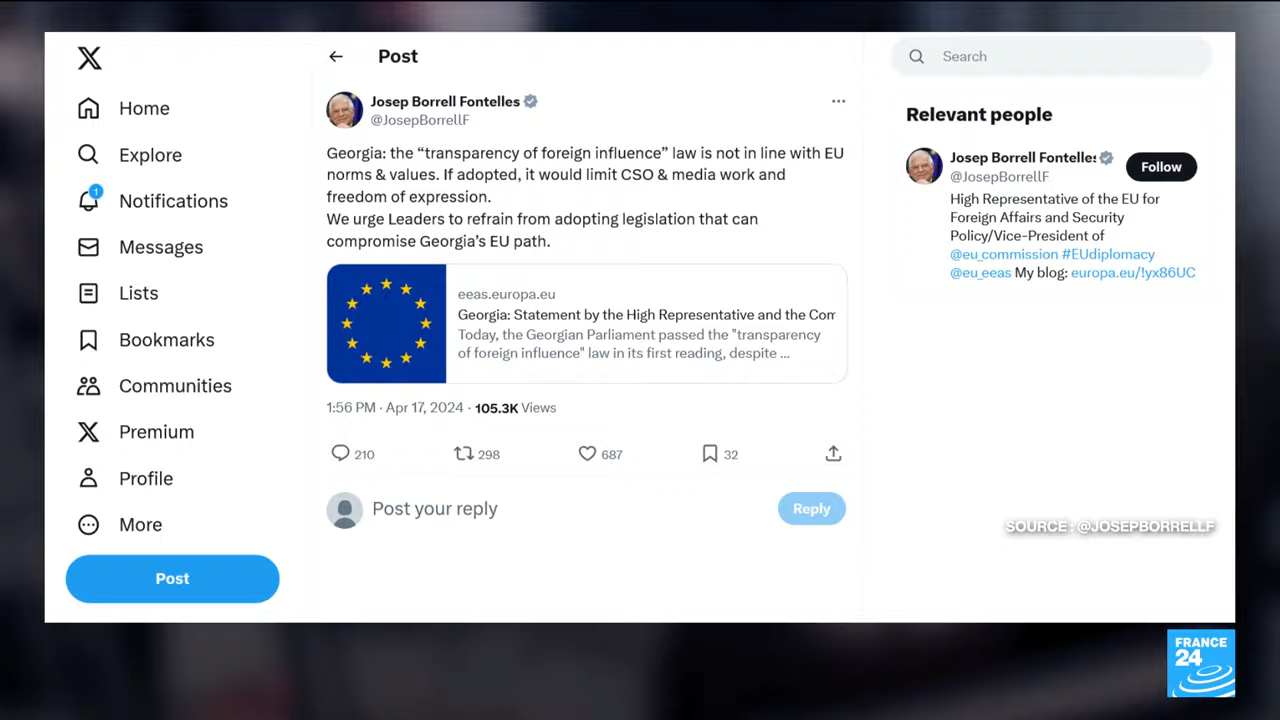 Home
Explore
1
Notifications
Messages
Lists
Bookmarks
Communities
Premium
Profile
More
Post
Post
Josep Borrell Fontelles
@JosepBorrellF
Georgia: the “transparency of foreign influence” law is not in line with EU
norms & values. If adopted, it would limit CSO & media work and
freedom of expression.
We urge Leaders to refrain from adopting legislation that can
compromise Georgia’s EU path.
eeas.europa.eu
Georgia: Statement by the High Representative and the Com
Today, the Georgian Parliament passed the "transparency
of foreign influence" law in its first reading, despite ...
1:56 PM · Apr 17, 2024 · 105.3K Views
210 298 687 32
Post your reply
Reply
Search
Relevant people
Josep Borrell Fontelles
@JosepBorrellF
Follow
High Representative of the EU for
Foreign Affairs and Security
Policy/Vice-President of
@eu_commission #EUdiplomacy
@eu_eeas My blog: europa.eu/!yx86UC
SOURCE : @JOSEPBORRELLF
FRANCE
24